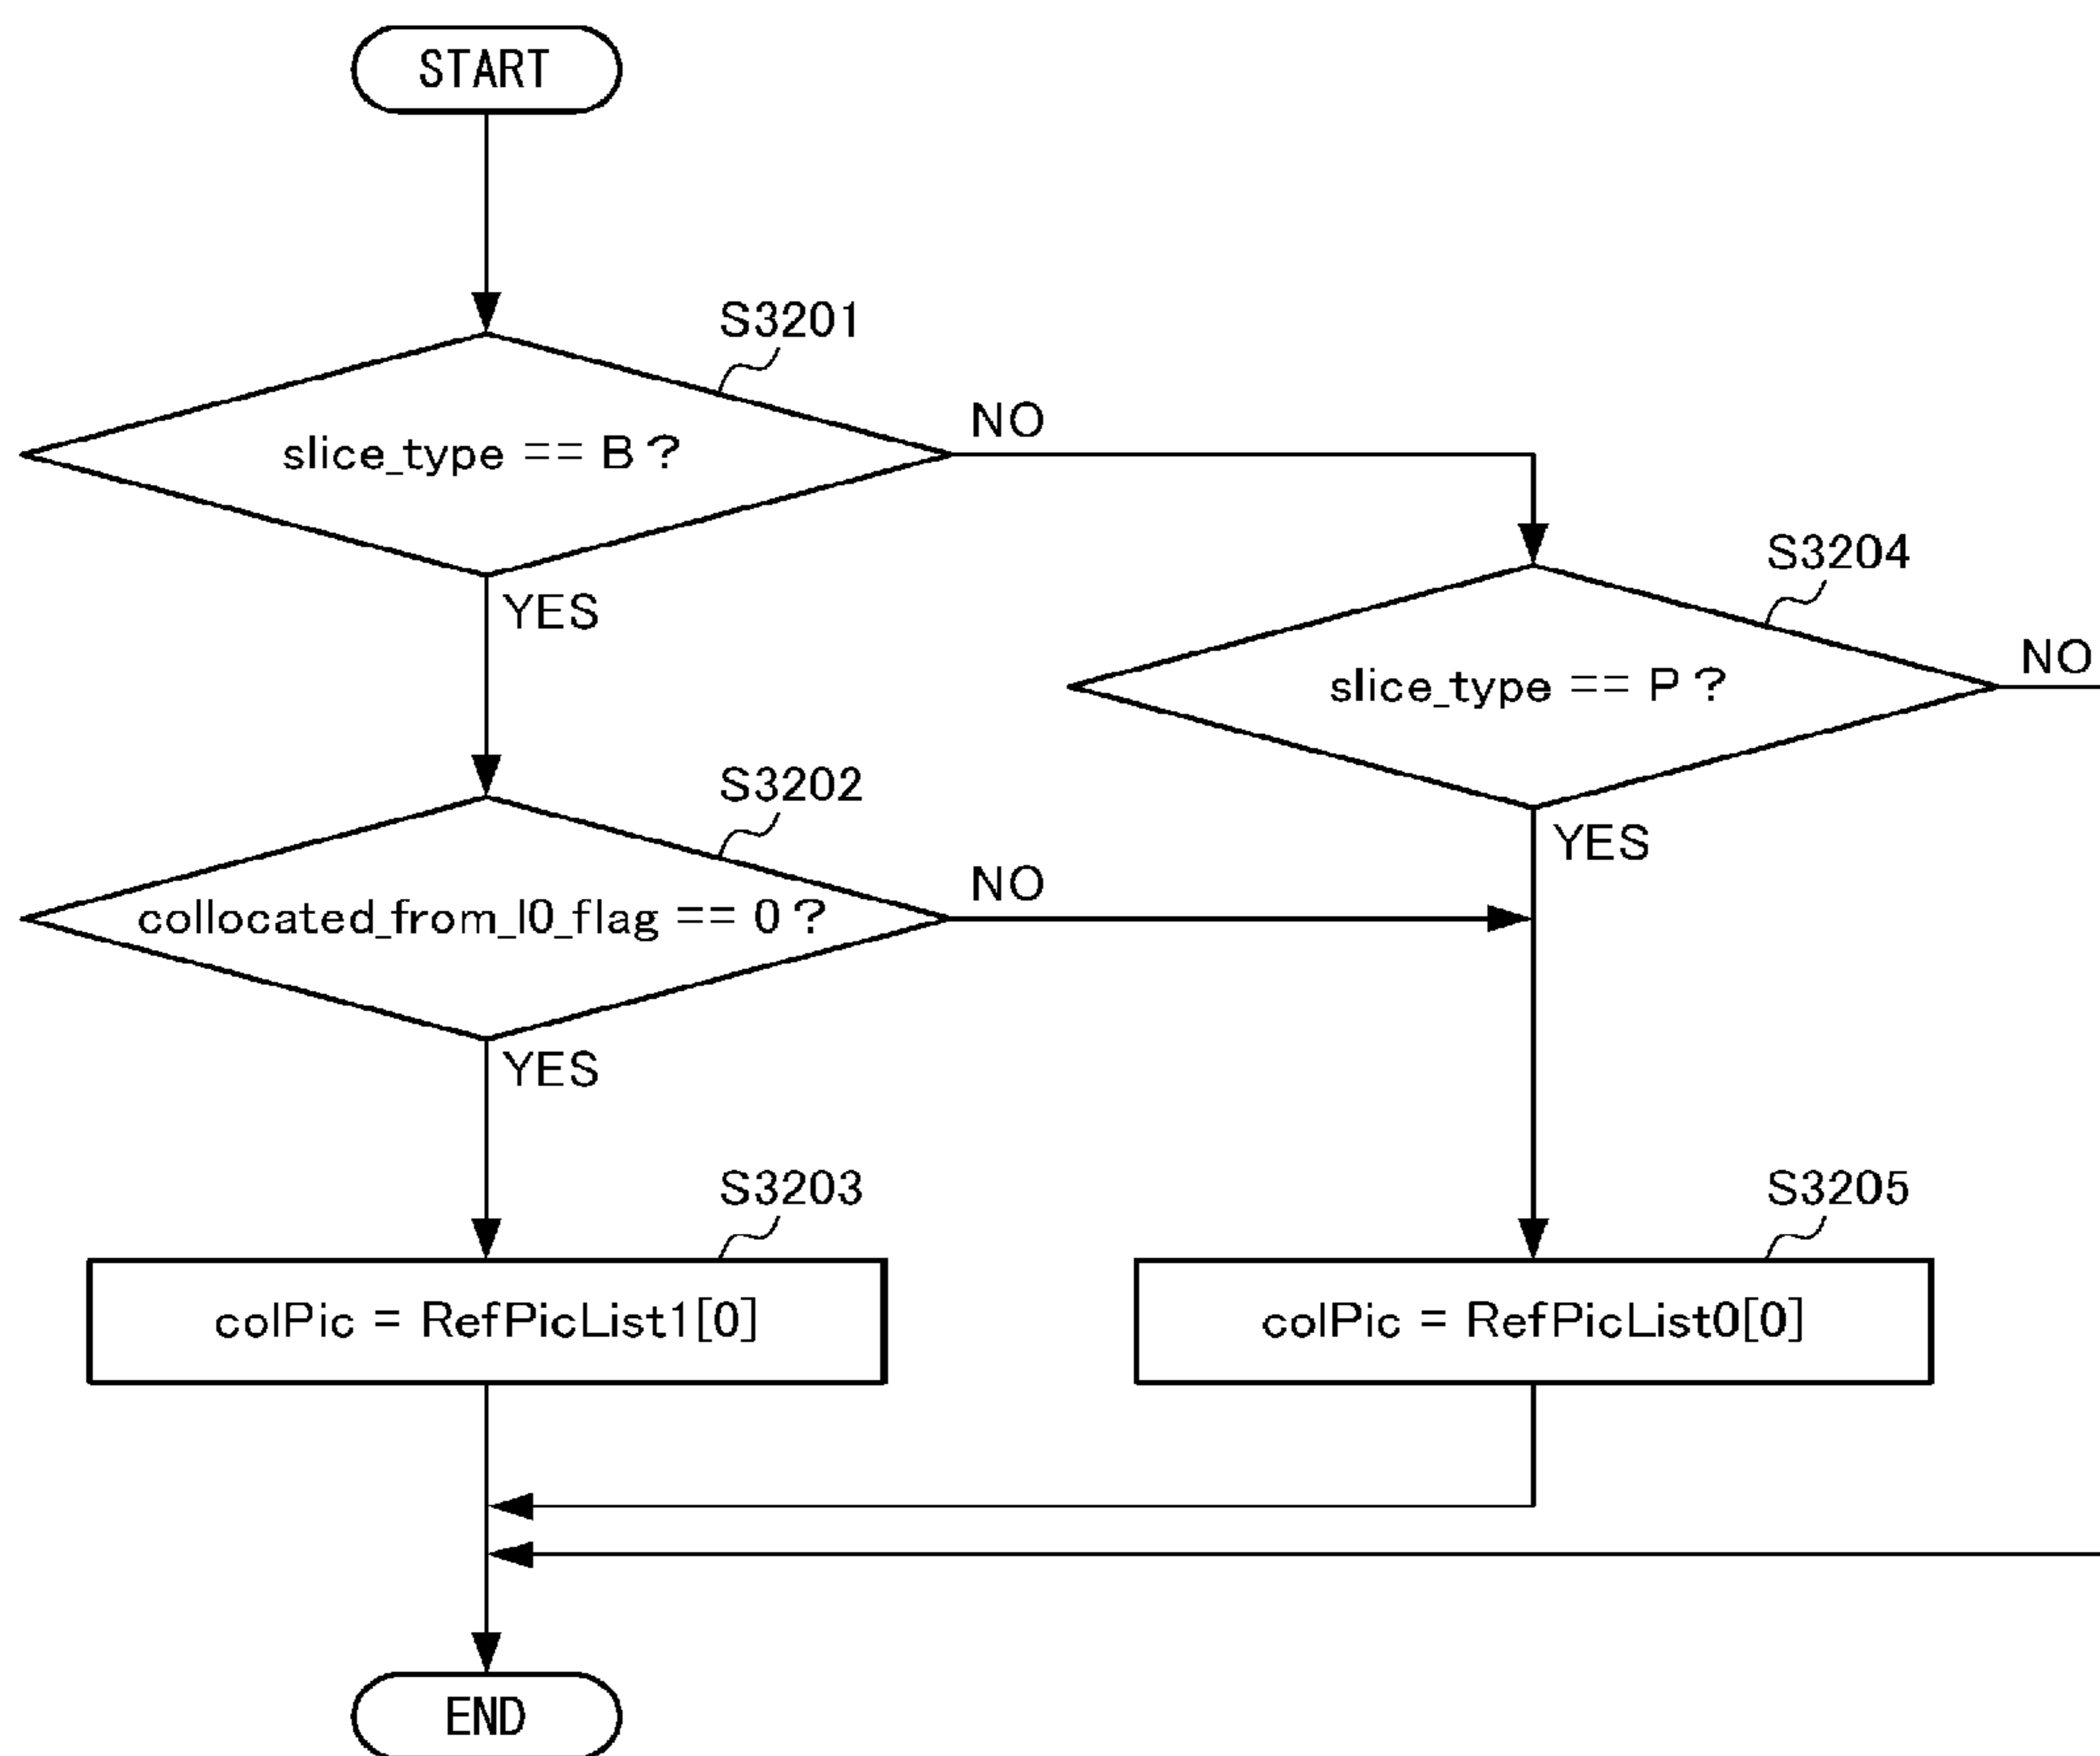 START
S3201
slice_type == B ?
NO
YES
S3204
slice_type == P ?
NO
YES
S3202
collocated_from_l0_flag == 0 ?
NO
YES
S3203
colPic = RefPicList1[0]
S3205
colPic = RefPicList0[0]
END